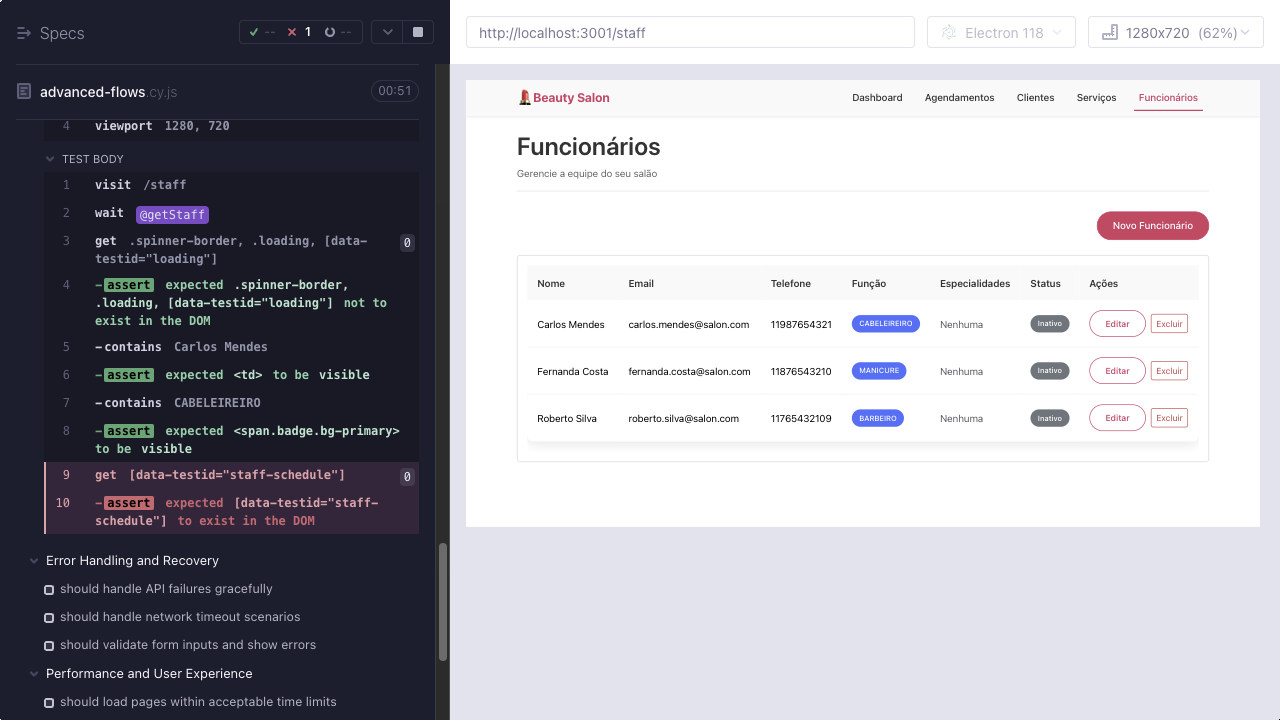 Specs
-- 1 --
advanced-flows.cy.js
00:51
4 viewport 1280, 720
TEST BODY
1 visit /staff
2 wait @getStaff
3 get .spinner-border, .loading, [data-
testid="loading"] 0
4 -assert expected .spinner-border,
.loading, [data-testid="loading"] not to
exist in the DOM
5 -contains Carlos Mendes
6 -assert expected <td> to be visible
7 -contains CABELEIREIRO
8 -assert expected <span.badge.bg-primary>
to be visible
9 get [data-testid="staff-schedule"] 0
10 -assert expected [data-testid="staff-
schedule"] to exist in the DOM
Error Handling and Recovery
should handle API failures gracefully
should handle network timeout scenarios
should validate form inputs and show errors
Performance and User Experience
should load pages within acceptable time limits
http://localhost:3001/staff
Electron 118
1280x720 (62%)
Beauty Salon
Dashboard Agendamentos Clientes Serviços Funcionários
Funcionários
Gerencie a equipe do seu salão
Novo Funcionário
Nome Email Telefone Função Especialidades Status Ações
Carlos Mendes carlos.mendes@salon.com 11987654321 CABELEIREIRO Nenhuma Inativo Editar Excluir
Fernanda Costa fernanda.costa@salon.com 11876543210 MANICURE Nenhuma Inativo Editar Excluir
Roberto Silva roberto.silva@salon.com 11765432109 BARBEIRO Nenhuma Inativo Editar Excluir